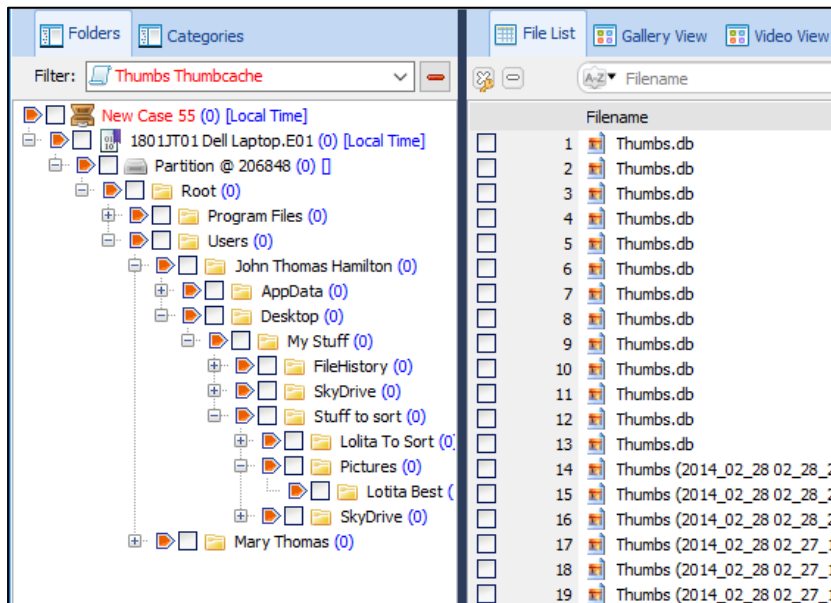 Folders Categories
Filter: Thumbs Thumbcache
New Case 55 (0) [Local Time]
1801JT01 Dell Laptop.E01 (0) [Local Time]
Partition @ 206848 (0) []
Root (0)
Program Files (0)
Users (0)
John Thomas Hamilton (0)
AppData (0)
Desktop (0)
My Stuff (0)
FileHistory (0)
SkyDrive (0)
Stuff to sort (0)
Lolita To Sort (0)
Pictures (0)
Lotita Best (
SkyDrive (0)
Mary Thomas (0)
File List Gallery View Video View
A-Z Filename
Filename
1 Thumbs.db
2 Thumbs.db
3 Thumbs.db
4 Thumbs.db
5 Thumbs.db
6 Thumbs.db
7 Thumbs.db
8 Thumbs.db
9 Thumbs.db
10 Thumbs.db
11 Thumbs.db
12 Thumbs.db
13 Thumbs.db
14 Thumbs (2014_02_28 02_28_2
15 Thumbs (2014_02_28 02_28_2
16 Thumbs (2014_02_28 02_28_2
17 Thumbs (2014_02_28 02_27_1
18 Thumbs (2014_02_28 02_27_1
19 Thumbs (2014_02_28 02_27_1